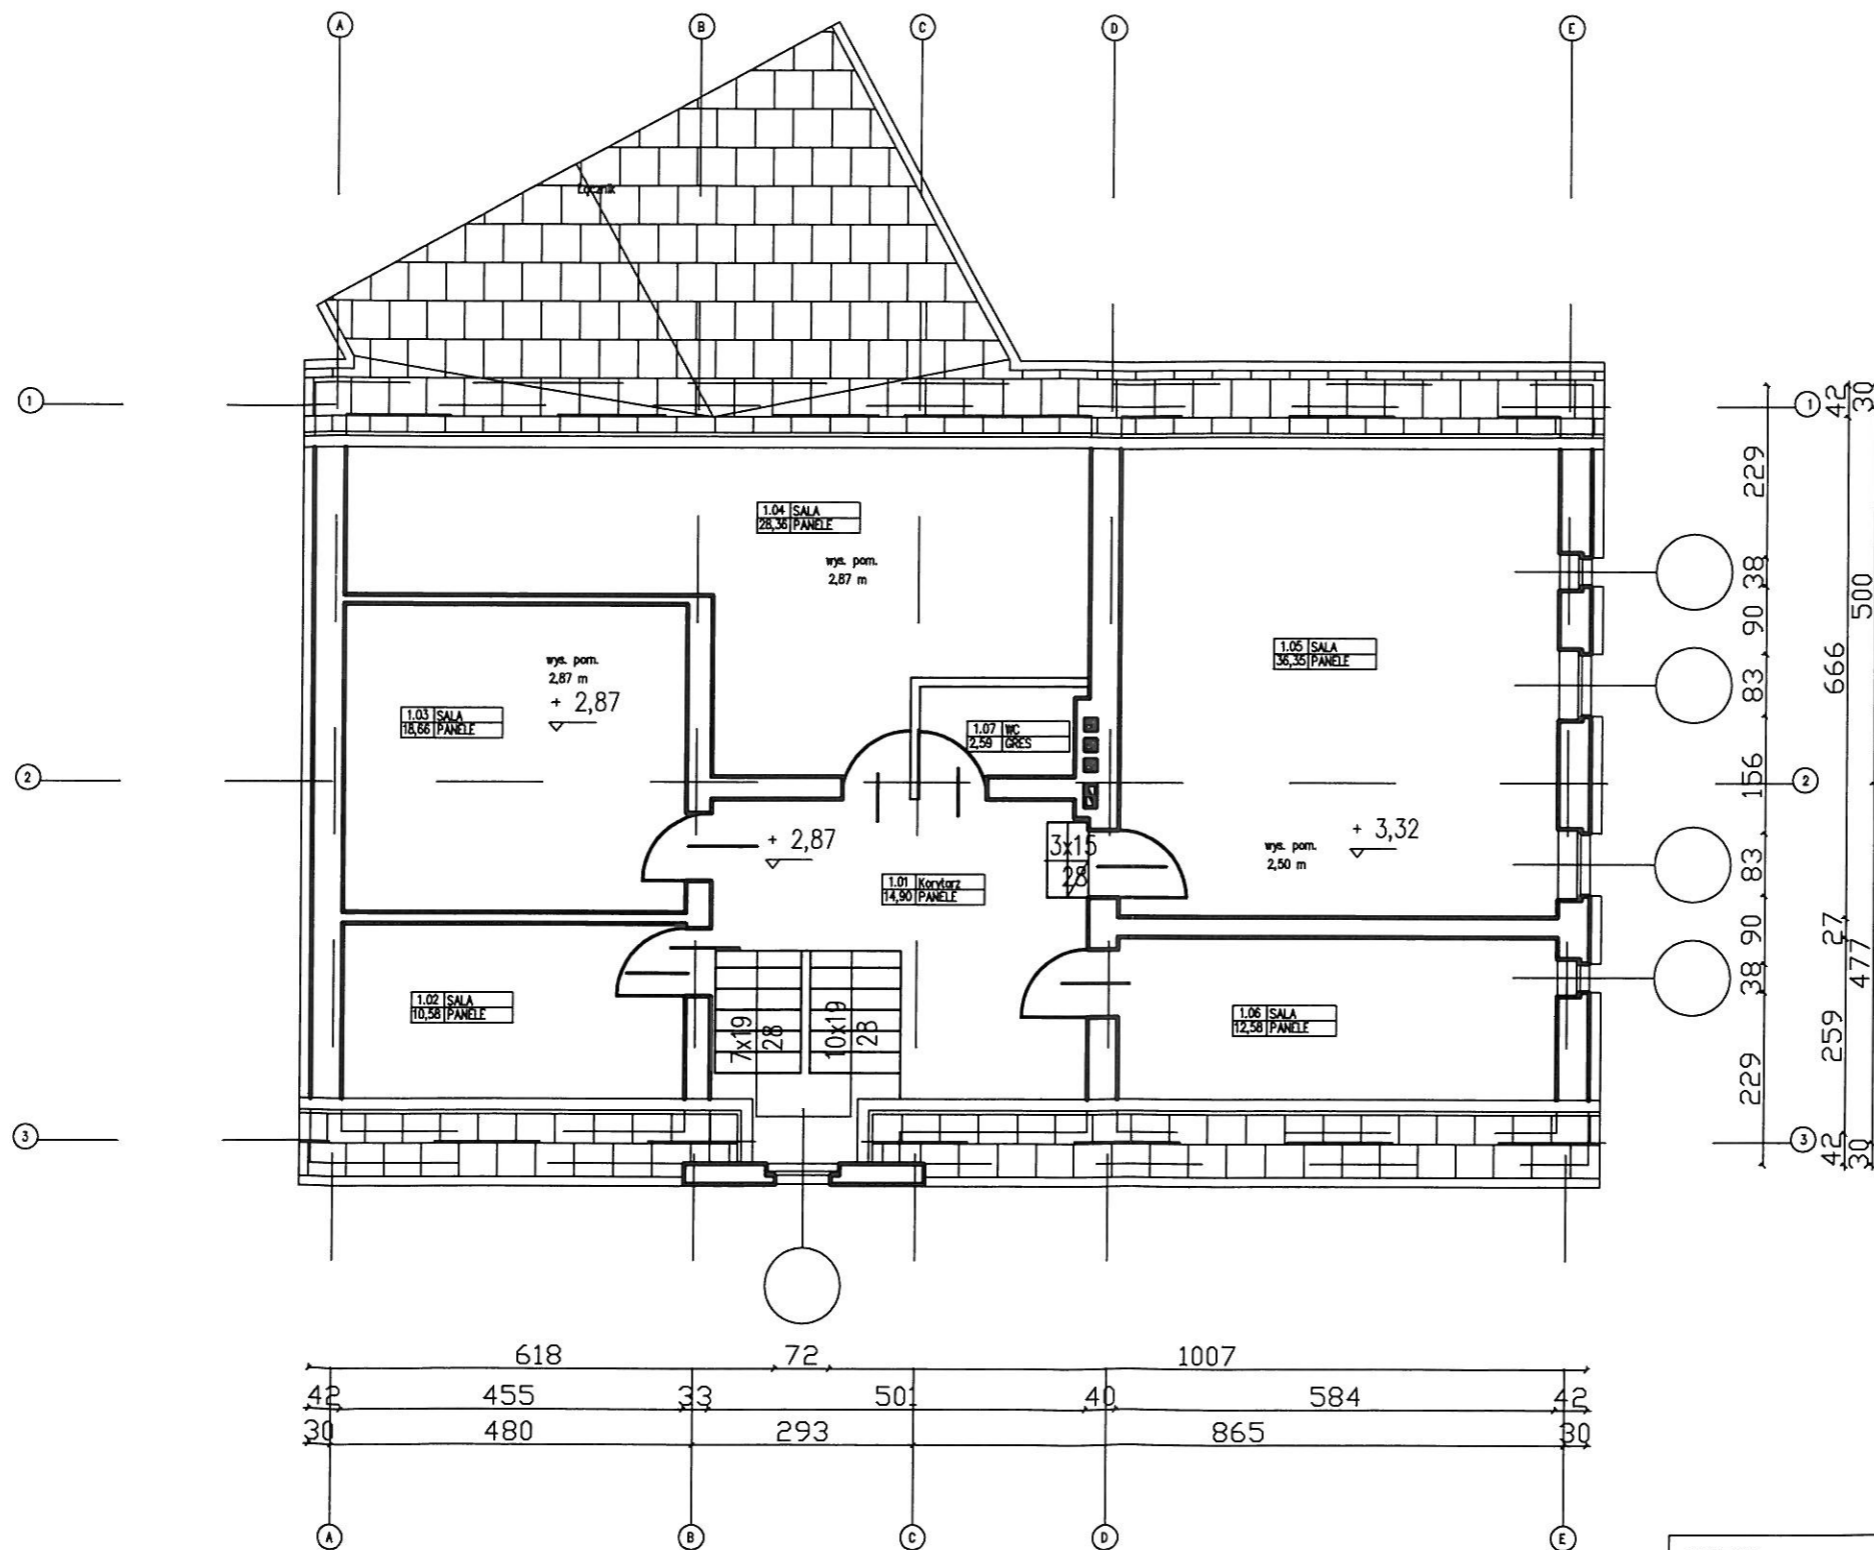 A B C D E
Łącznik
1 1
42 30
1.04 SALA
28,36 PANELE
wys. pom.
2,87 m
229
38
500
90
1.05 SALA
36,35 PANELE
666
83
wys. pom.
2,87 m
+ 2,87
1.03 SALA
18,66 PANELE
1.07 WC
2,59 GRES
2 2
156
+ 2,87
3x15
28
+ 3,32
wys. pom.
2,50 m
83
1.01 Korytarz
14,90 PANELE
27
90
477
38
1.02 SALA
10,58 PANELE
7x19
28
10x19
28
1.06 SALA
12,58 PANELE
259
229
3 3
42 30
618 72 1007
42 455 33 501 40 584 42
30 480 293 865 30
A B C D E